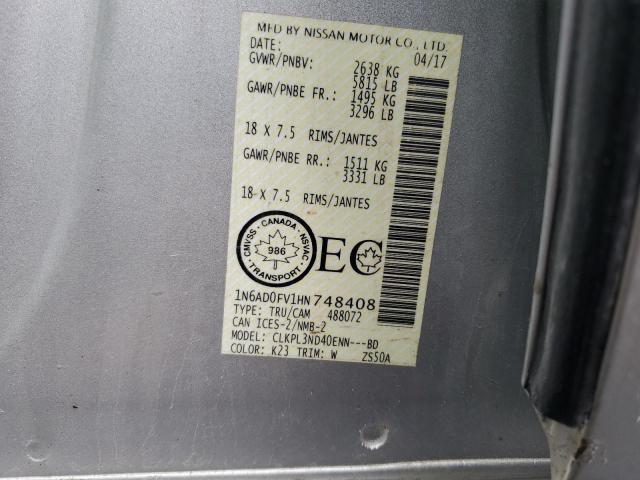 MFD BY NISSAN MOTOR CO., LTD.
DATE: 04/17
GVWR/PNBV: 2638 KG
5815 LB
GAWR/PNBE FR.: 1495 KG
3296 LB
18 X 7.5 RIMS/JANTES
GAWR/PNBE RR.: 1511 KG
3331 LB
18 X 7.5 RIMS/JANTES
CMVSS - CANADA - NSVAC
986
TRANSPORT
EC
1N6AD0FV1HN748408
TYPE: TRU/CAM 488072
CAN ICES-2/NMB-2
MODEL: CLKPL3ND40ENN---BD
COLOR: K23 TRIM: W ZS50A